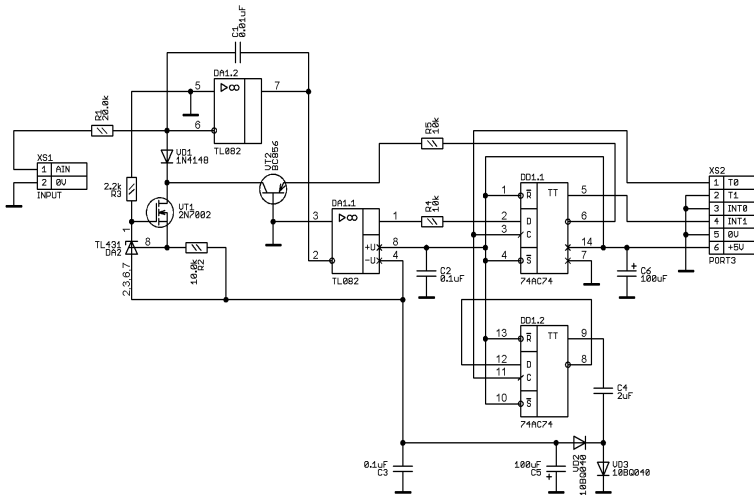 C1
0.01uF
DA1.2
5
7
6
TL082
R1
20.0k
XS1
1 AIN
2 0V
INPUT
2.2k
R3
VD1
1N4148
VT2
BC856
R5
10k
VT1
2N7002
1
TL431
DA2
8
10.0k
R2
2,3,6,7
DA1.1
3
1
+U 8
-U 4
2
TL082
R4
10k
C2
0.1uF
DD1.1
1 R TT 5
2 D 6
3 C
4 S 14
7
74AC74
C6
100uF
XS2
1 T0
2 T1
3 INT0
4 INT1
5 0V
6 +5V
PORT3
DD1.2
13 R TT 9
12 D 8
11 C
10 S
74AC74
C4
2uF
0.1uF
C3
100uF
C5
VD2
10BQ040
VD3
10BQ040